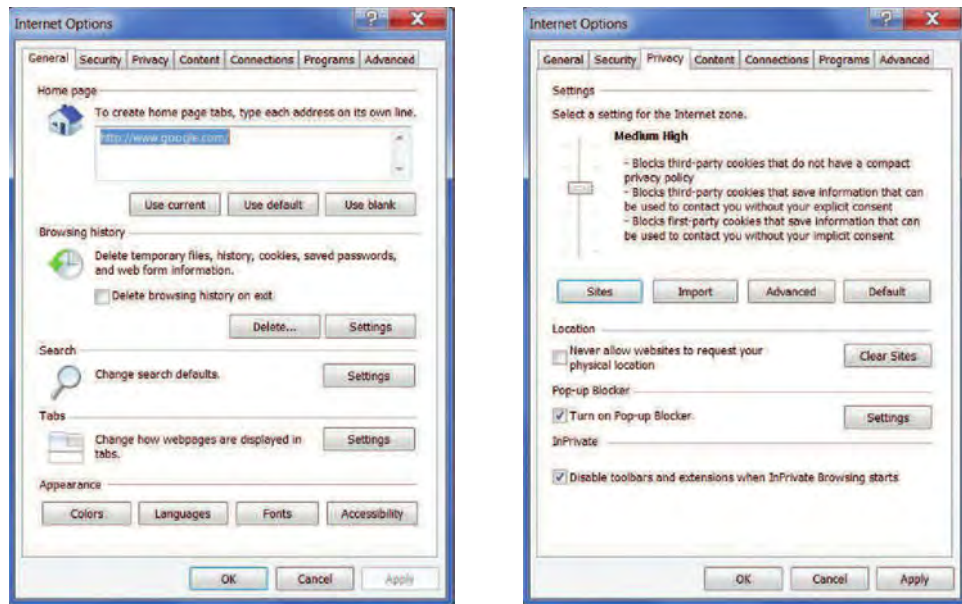 Internet Options
General Security Privacy Content Connections Programs Advanced
Home page
To create home page tabs, type each address on its own line.
http://www.google.com/
Use current Use default Use blank
Browsing history
Delete temporary files, history, cookies, saved passwords,
and web form information.
Delete browsing history on exit
Delete... Settings
Search
Change search defaults. Settings
Tabs
Change how webpages are displayed in
tabs. Settings
Appearance
Colors Languages Fonts Accessibility
OK Cancel Apply
Internet Options
General Security Privacy Content Connections Programs Advanced
Settings
Select a setting for the Internet zone.
Medium High
- Blocks third-party cookies that do not have a compact
privacy policy
- Blocks third-party cookies that save information that can
be used to contact you without your explicit consent
- Blocks first-party cookies that save information that can
be used to contact you without your implicit consent
Sites Import Advanced Default
Location
Never allow websites to request your
physical location Clear Sites
Pop-up Blocker
Turn on Pop-up Blocker Settings
InPrivate
Disable toolbars and extensions when InPrivate Browsing starts
OK Cancel Apply